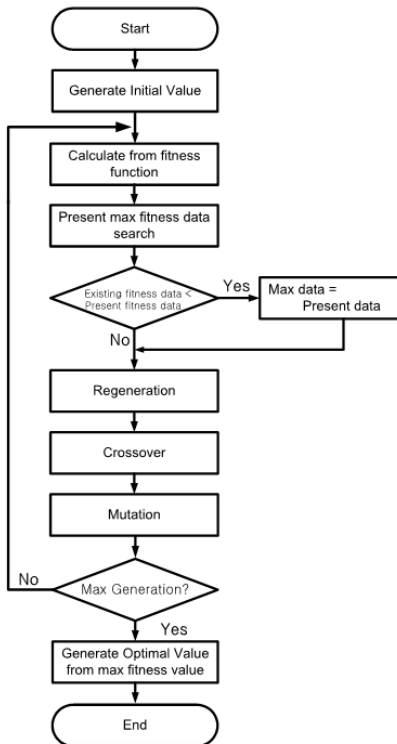 Start
Generate Initial Value
Calculate from fitness
function
Present max fitness data
search
Existing fitness data <
Present fitness data
Yes
Max data =
Present data
No
Regeneration
Crossover
Mutation
Max Generation?
No
Yes
Generate Optimal Value
from max fitness value
End